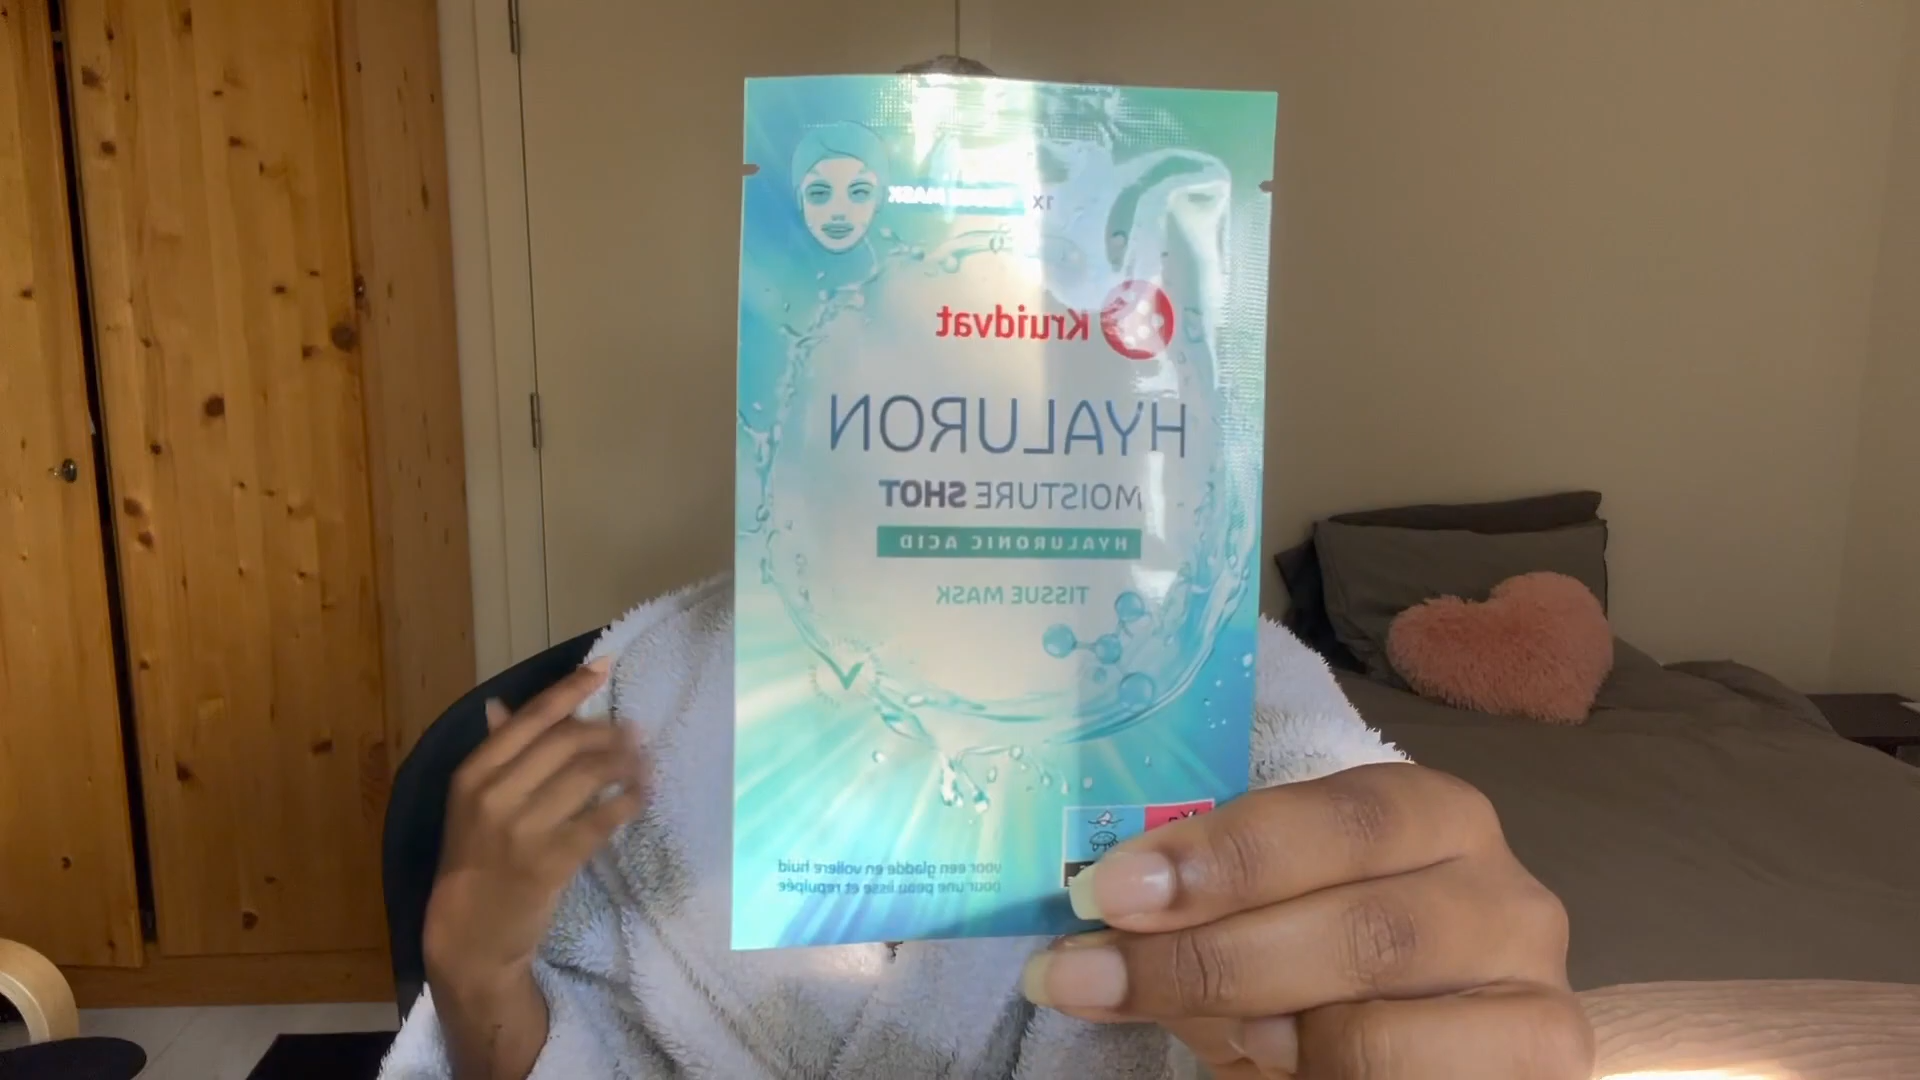 1X
MASK
Kruidvat
HYALURON
MOISTURE SHOT
HYALURONIC ACID
TISSUE MASK
voor een gladde en vollere huid
pour une peau lisse et repulpée